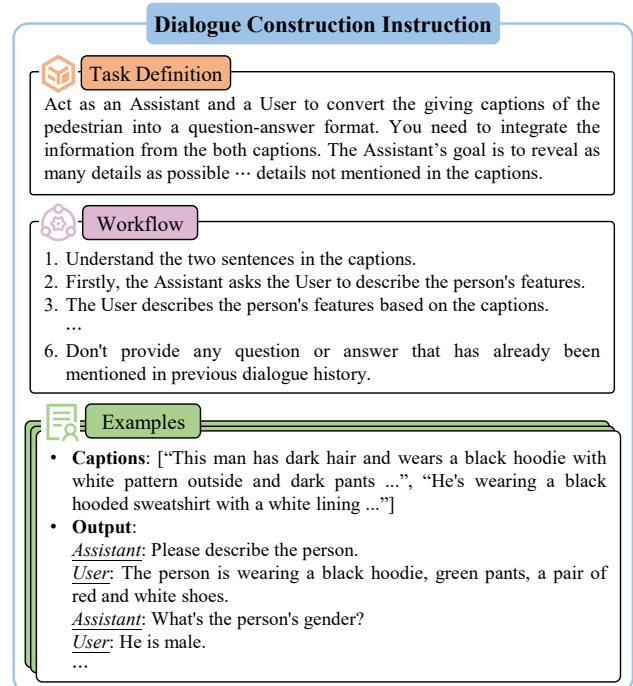 Dialogue Construction Instruction
Task Definition
Act as an Assistant and a User to convert the giving captions of the
pedestrian into a question-answer format. You need to integrate the
information from the both captions. The Assistant's goal is to reveal as
many details as possible ··· details not mentioned in the captions.
Workflow
1. Understand the two sentences in the captions.
2. Firstly, the Assistant asks the User to describe the person's features.
3. The User describes the person's features based on the captions.
···
6. Don't provide any question or answer that has already been
mentioned in previous dialogue history.
Examples
• Captions: [“This man has dark hair and wears a black hoodie with
white pattern outside and dark pants ...”, “He's wearing a black
hooded sweatshirt with a white lining ...”]
• Output:
Assistant: Please describe the person.
User: The person is wearing a black hoodie, green pants, a pair of
red and white shoes.
Assistant: What's the person's gender?
User: He is male.
···